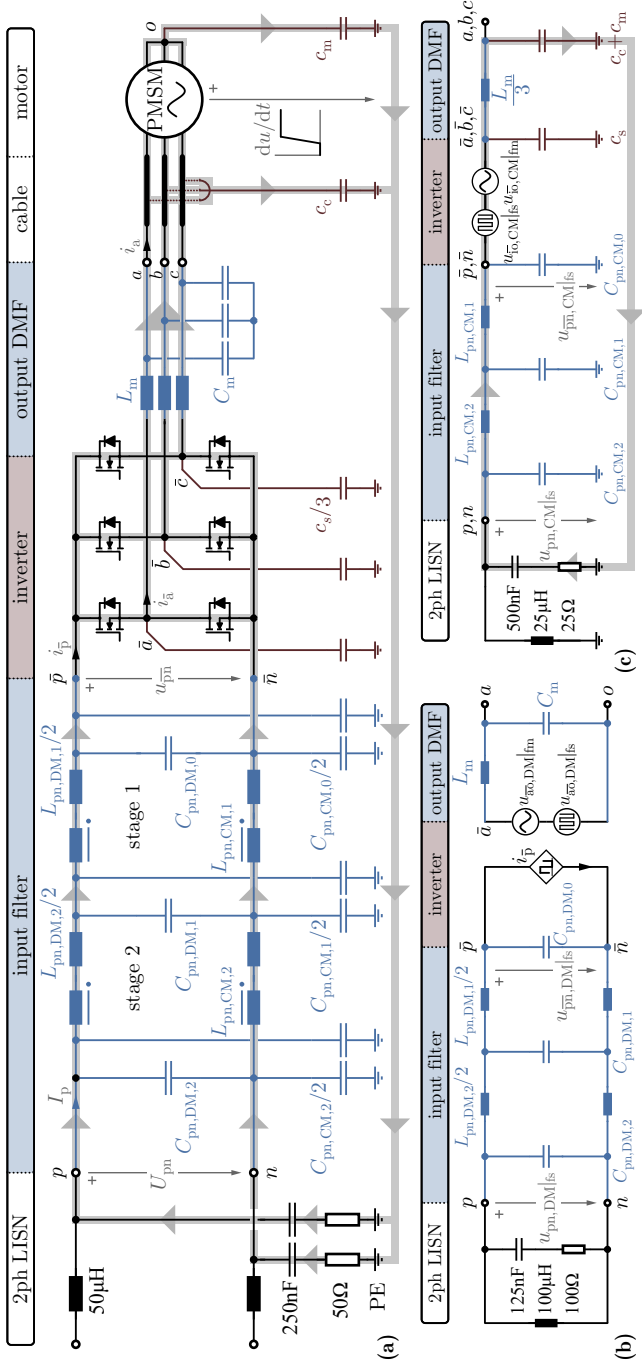 2ph LISN input filter inverter output DMF cable motor
50μH
p
I_p
L_pn,DM,2/2
L_pn,DM,1/2
p̄
i_p̄
L_m
a
i_a
b
c
PMSM
o
+
+
+
U_pn
C_pn,DM,2
stage 2
C_pn,DM,1
stage 1
C_pn,DM,0
u_p̄n̄
ā
i_ā
b̄
c̄
C_m
du/dt
250nF
n
L_pn,CM,2
L_pn,CM,1
n̄
50Ω
C_pn,CM,2/2
C_pn,CM,1/2
C_pn,CM,0/2
c_s/3
c_c
c_m
PE
(a)
2ph LISN input filter inverter output DMF
p
L_pn,DM,2/2
L_pn,DM,1/2
p̄
i_p̄
ā
L_m
a
+
+
125nF
100μH
100Ω
u_pn,DM|fs
u_p̄n̄,DM|fs
C_pn,DM,0
u_āō,DM|fm
u_āō,DM|fs
C_m
n
C_pn,DM,2
C_pn,DM,1
n̄
o
(b)
2ph LISN input filter inverter output DMF
p,n
L_pn,CM,2
L_pn,CM,1
p̄,n̄
ā,b̄,c̄
L_m/3
a,b,c
+
+
500nF
25μH
25Ω
u_pn,CM|fs
u_p̄n̄,CM|fs
u_īō,CM|fs
u_īō,CM|fm
C_pn,CM,2
C_pn,CM,1
C_pn,CM,0
c_s
c_c+c_m
(c)